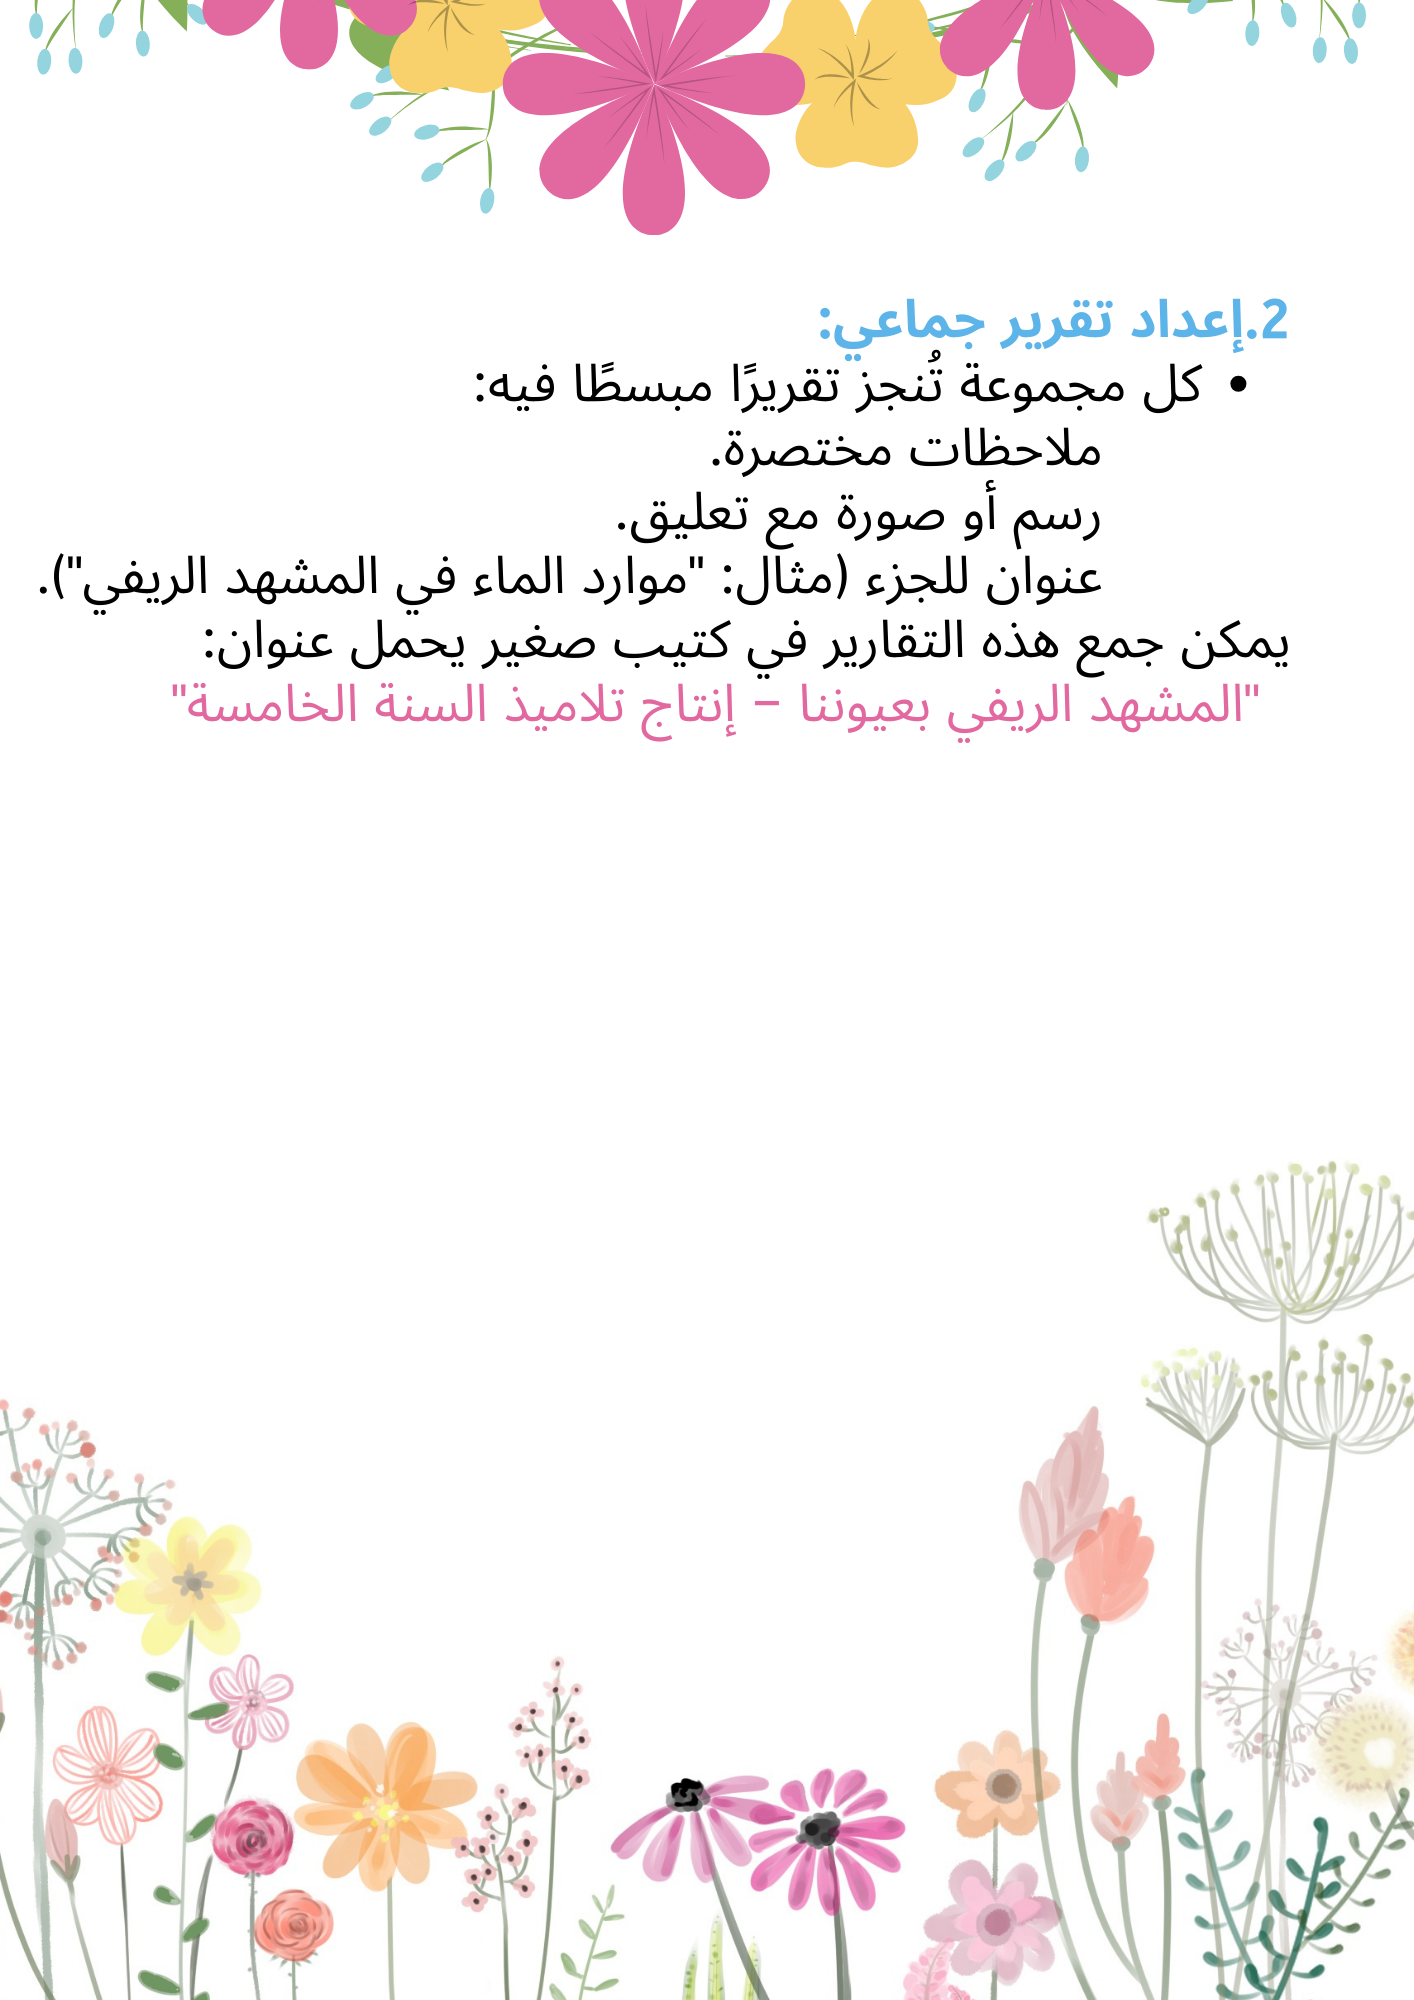 2.إعداد تقرير جماعي:
• كل مجموعة تُنجز تقريرًا مبسطًا فيه:
ملاحظات مختصرة.
رسم أو صورة مع تعليق.
عنوان للجزء (مثال: "موارد الماء في المشهد الريفي").
يمكن جمع هذه التقارير في كتيب صغير يحمل عنوان:
"المشهد الريفي بعيوننا – إنتاج تلاميذ السنة الخامسة"